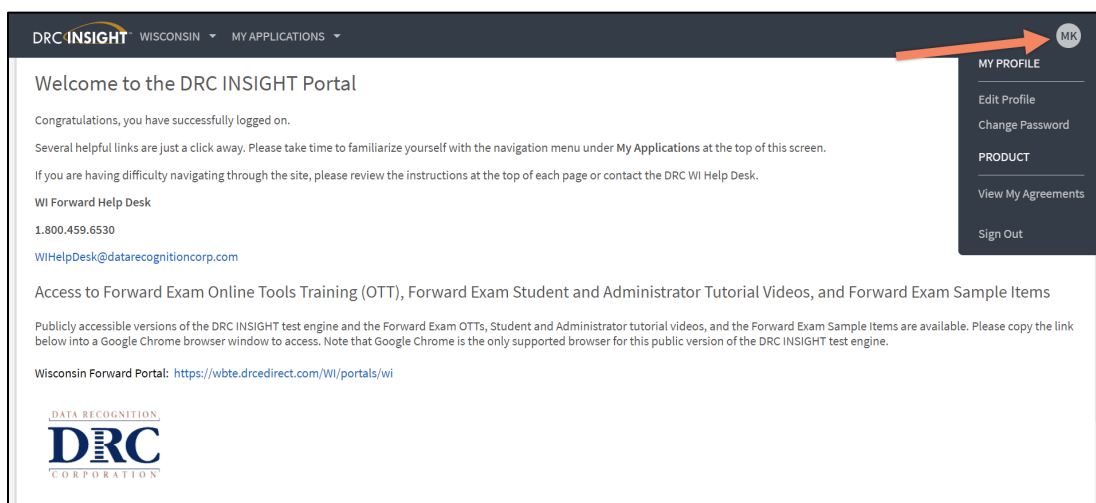 DRC INSIGHT WISCONSIN MY APPLICATIONS MK
MY PROFILE
Edit Profile
Change Password
PRODUCT
View My Agreements
Sign Out
Welcome to the DRC INSIGHT Portal
Congratulations, you have successfully logged on.
Several helpful links are just a click away. Please take time to familiarize yourself with the navigation menu under My Applications at the top of this screen.
If you are having difficulty navigating through the site, please review the instructions at the top of each page or contact the DRC WI Help Desk.
WI Forward Help Desk
1.800.459.6530
WIHelpDesk@datarecognitioncorp.com
Access to Forward Exam Online Tools Training (OTT), Forward Exam Student and Administrator Tutorial Videos, and Forward Exam Sample Items
Publicly accessible versions of the DRC INSIGHT test engine and the Forward Exam OTTs, Student and Administrator tutorial videos, and the Forward Exam Sample Items are available. Please copy the link
below into a Google Chrome browser window to access. Note that Google Chrome is the only supported browser for this public version of the DRC INSIGHT test engine.
Wisconsin Forward Portal: https://wbte.drcedirect.com/WI/portals/wi
DATA RECOGNITION
DRC
CORPORATION